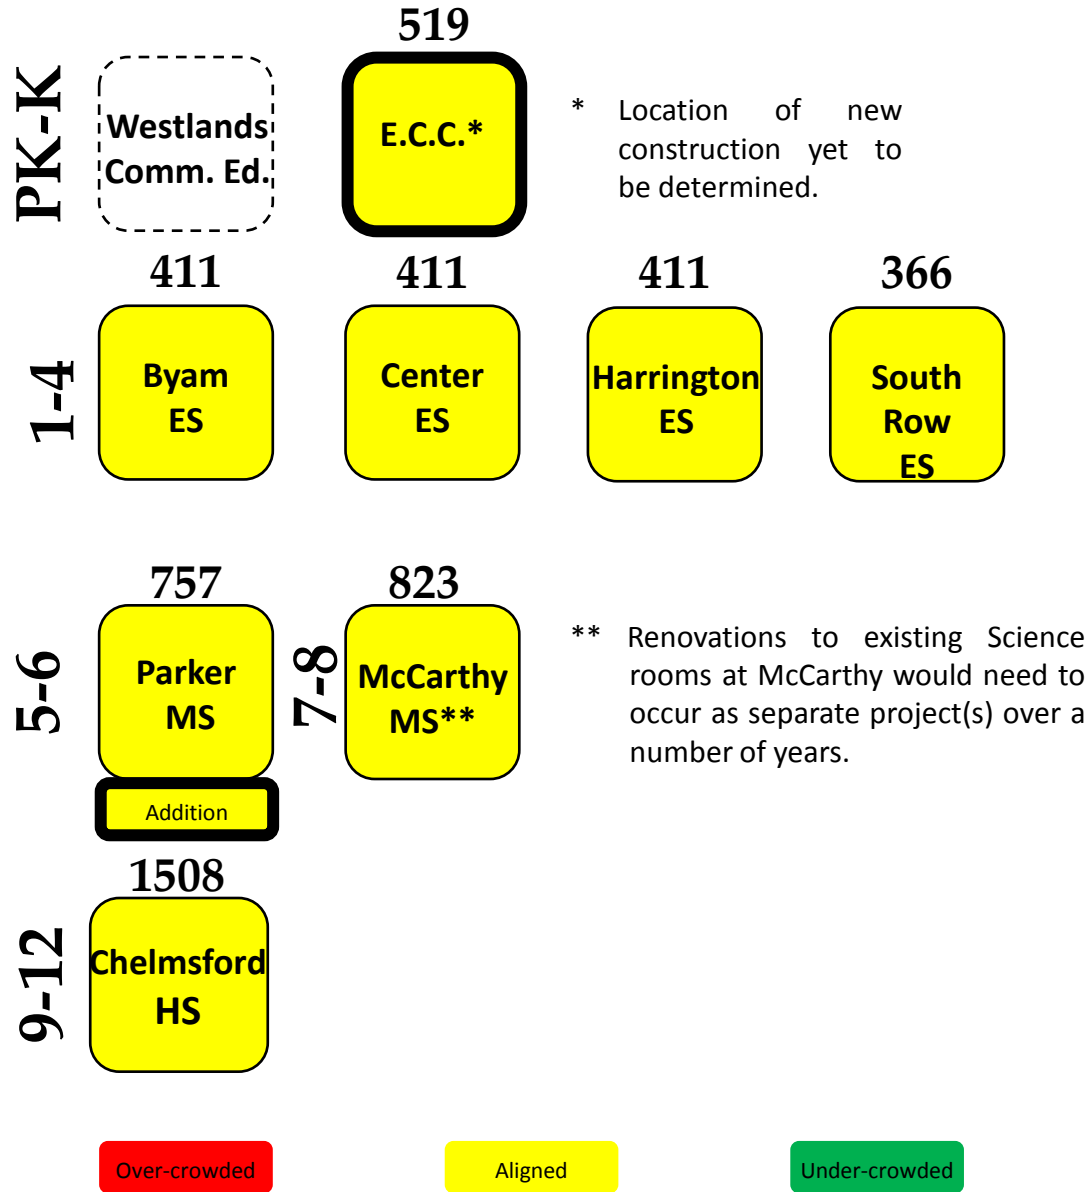 519
PK-K
Westlands
Comm. Ed.
E.C.C.*
* Location of new
construction yet to
be determined.
411
411
411
366
1-4
Byam
ES
Center
ES
Harrington
ES
South
Row
ES
757
823
5-6
Parker
MS
7-8
McCarthy
MS**
** Renovations to existing Science
rooms at McCarthy would need to
occur as separate project(s) over a
number of years.
Addition
1508
9-12
Chelmsford
HS
Over-crowded
Aligned
Under-crowded